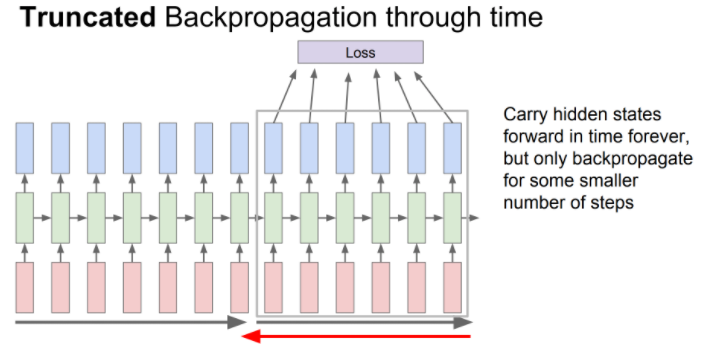 Truncated Backpropagation through time
Loss
Carry hidden states
forward in time forever,
but only backpropagate
for some smaller
number of steps